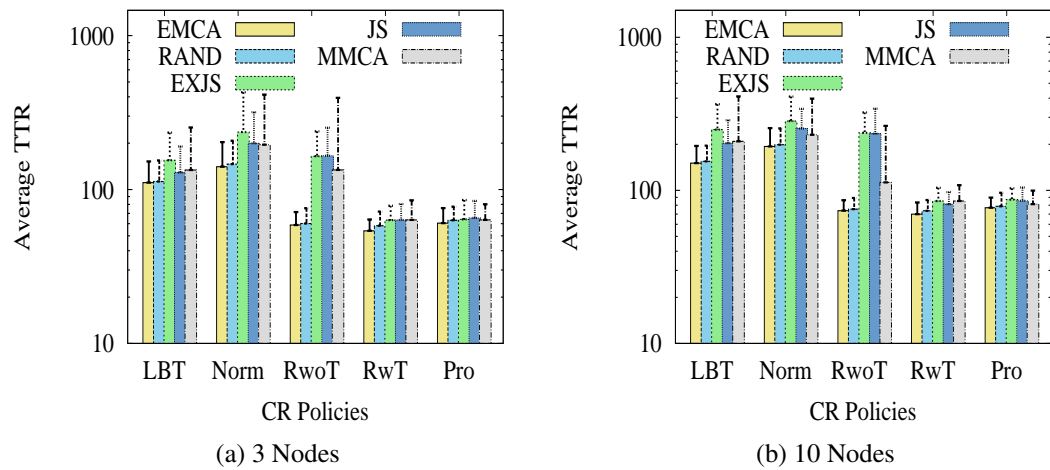 EMCA
RAND
EXJS
JS
MMCA
1000
100
10
Average TTR
LBT Norm RwoT RwT Pro
CR Policies
(a) 3 Nodes
EMCA
RAND
EXJS
JS
MMCA
1000
100
10
Average TTR
LBT Norm RwoT RwT Pro
CR Policies
(b) 10 Nodes